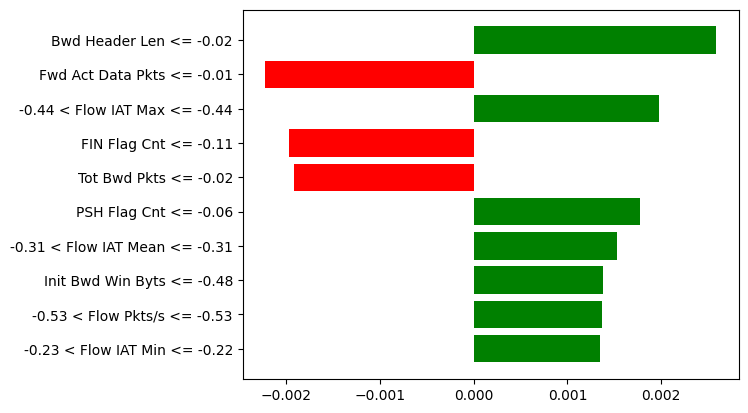 Bwd Header Len <= -0.02
Fwd Act Data Pkts <= -0.01
-0.44 < Flow IAT Max <= -0.44
FIN Flag Cnt <= -0.11
Tot Bwd Pkts <= -0.02
PSH Flag Cnt <= -0.06
-0.31 < Flow IAT Mean <= -0.31
Init Bwd Win Byts <= -0.48
-0.53 < Flow Pkts/s <= -0.53
-0.23 < Flow IAT Min <= -0.22
−0.002 −0.001 0.000 0.001 0.002